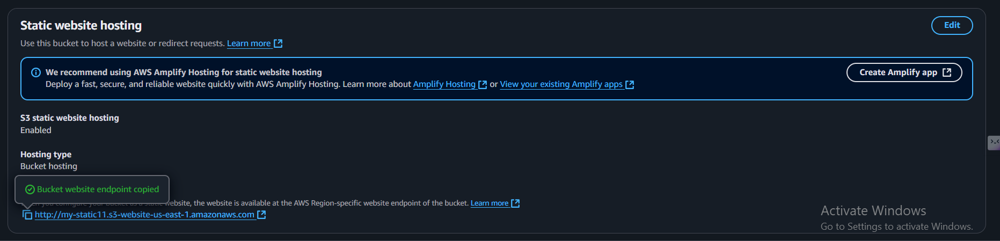 Static website hosting
Edit
Use this bucket to host a website or redirect requests. Learn more
We recommend using AWS Amplify Hosting for static website hosting
Create Amplify app
Deploy a fast, secure, and reliable website quickly with AWS Amplify Hosting. Learn more about Amplify Hosting or View your existing Amplify apps
S3 static website hosting
Enabled
Hosting type
Bucket hosting
Bucket website endpoint copied
website, the website is available at the AWS Region-specific website endpoint of the bucket. Learn more
http://my-static11.s3-website-us-east-1.amazonaws.com
Activate Windows
Go to Settings to activate Windows.